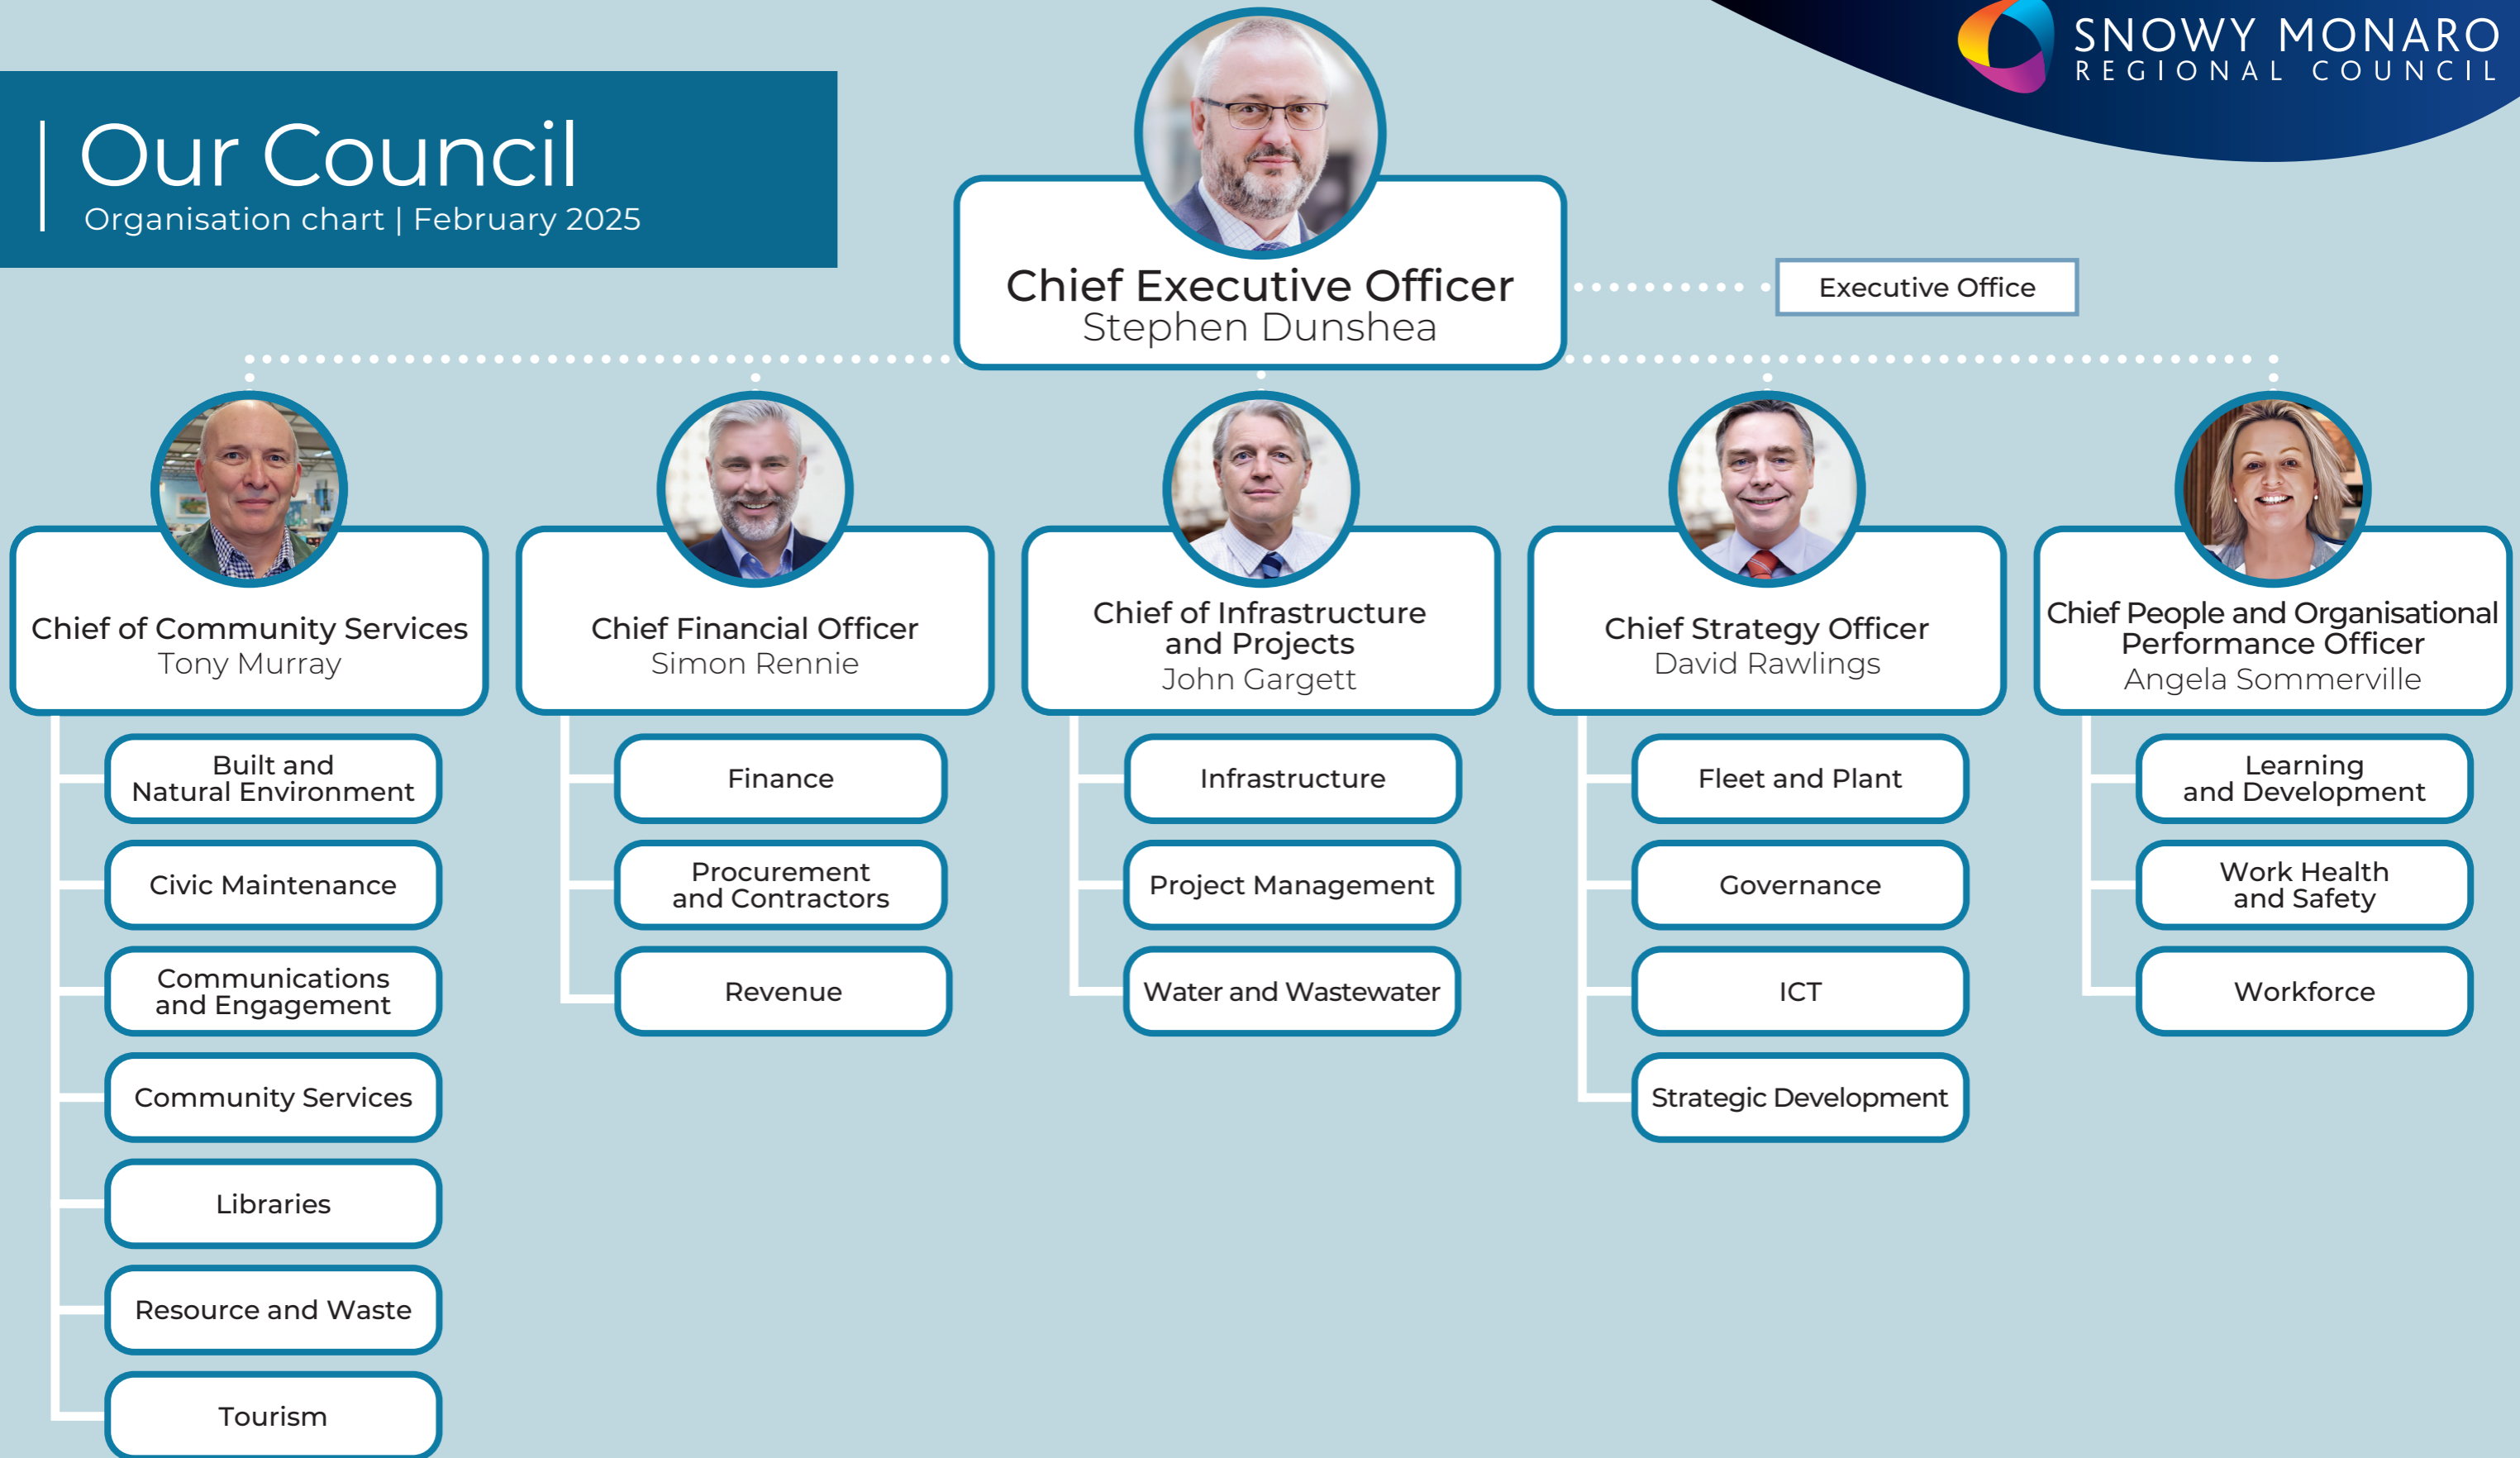 SNOWY MONARO
REGIONAL COUNCIL
Our Council
Organisation chart | February 2025
Chief Executive Officer
Stephen Dunshea
Executive Office
Chief of Community Services
Tony Murray
Built and
Natural Environment
Civic Maintenance
Communications
and Engagement
Community Services
Libraries
Resource and Waste
Tourism
Chief Financial Officer
Simon Rennie
Finance
Procurement
and Contractors
Revenue
Chief of Infrastructure
and Projects
John Gargett
Infrastructure
Project Management
Water and Wastewater
Chief Strategy Officer
David Rawlings
Fleet and Plant
Governance
ICT
Strategic Development
Chief People and Organisational
Performance Officer
Angela Sommerville
Learning
and Development
Work Health
and Safety
Workforce